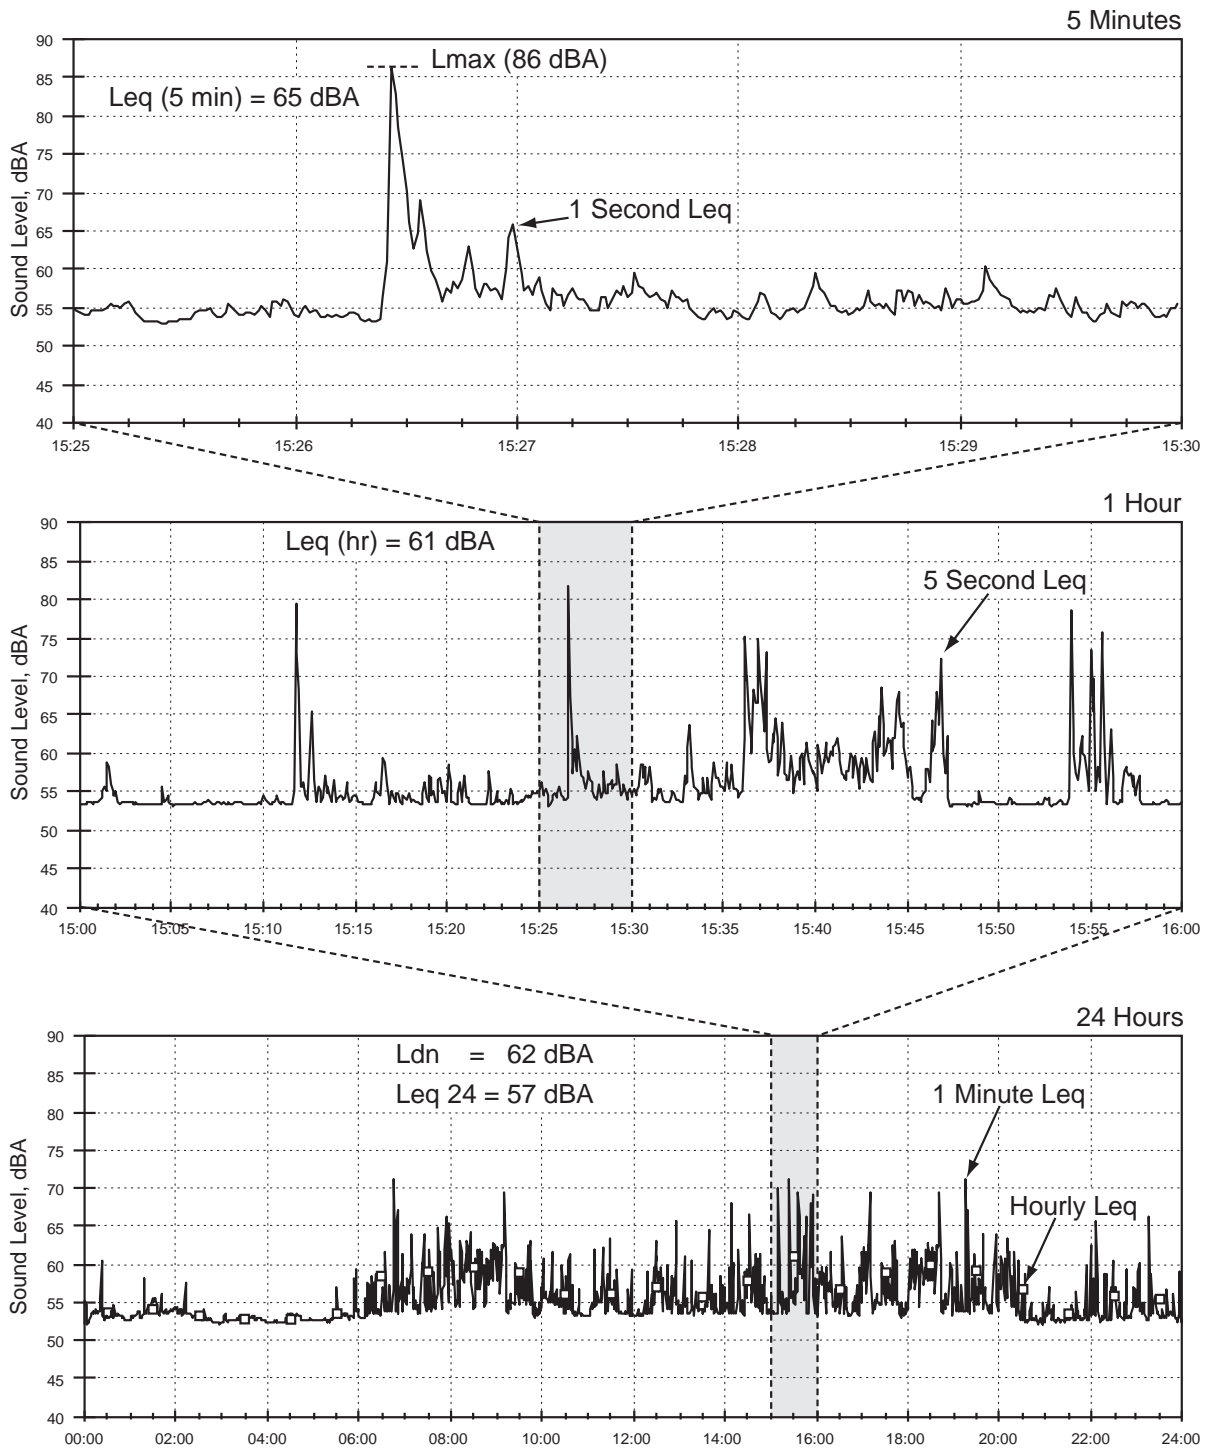 5 Minutes
90
85
80
75
70
65
60
55
50
45
40
Sound Level, dBA
Lmax (86 dBA)
Leq (5 min) = 65 dBA
1 Second Leq
15:25 15:26 15:27 15:28 15:29 15:30
1 Hour
90
85
80
75
70
65
60
55
50
45
40
Sound Level, dBA
Leq (hr) = 61 dBA
5 Second Leq
15:00 15:05 15:10 15:15 15:20 15:25 15:30 15:35 15:40 15:45 15:50 15:55 16:00
24 Hours
90
85
80
75
70
65
60
55
50
45
40
Sound Level, dBA
Ldn = 62 dBA
Leq 24 = 57 dBA
1 Minute Leq
Hourly Leq
00:00 02:00 04:00 06:00 08:00 10:00 12:00 14:00 16:00 18:00 20:00 22:00 24:00